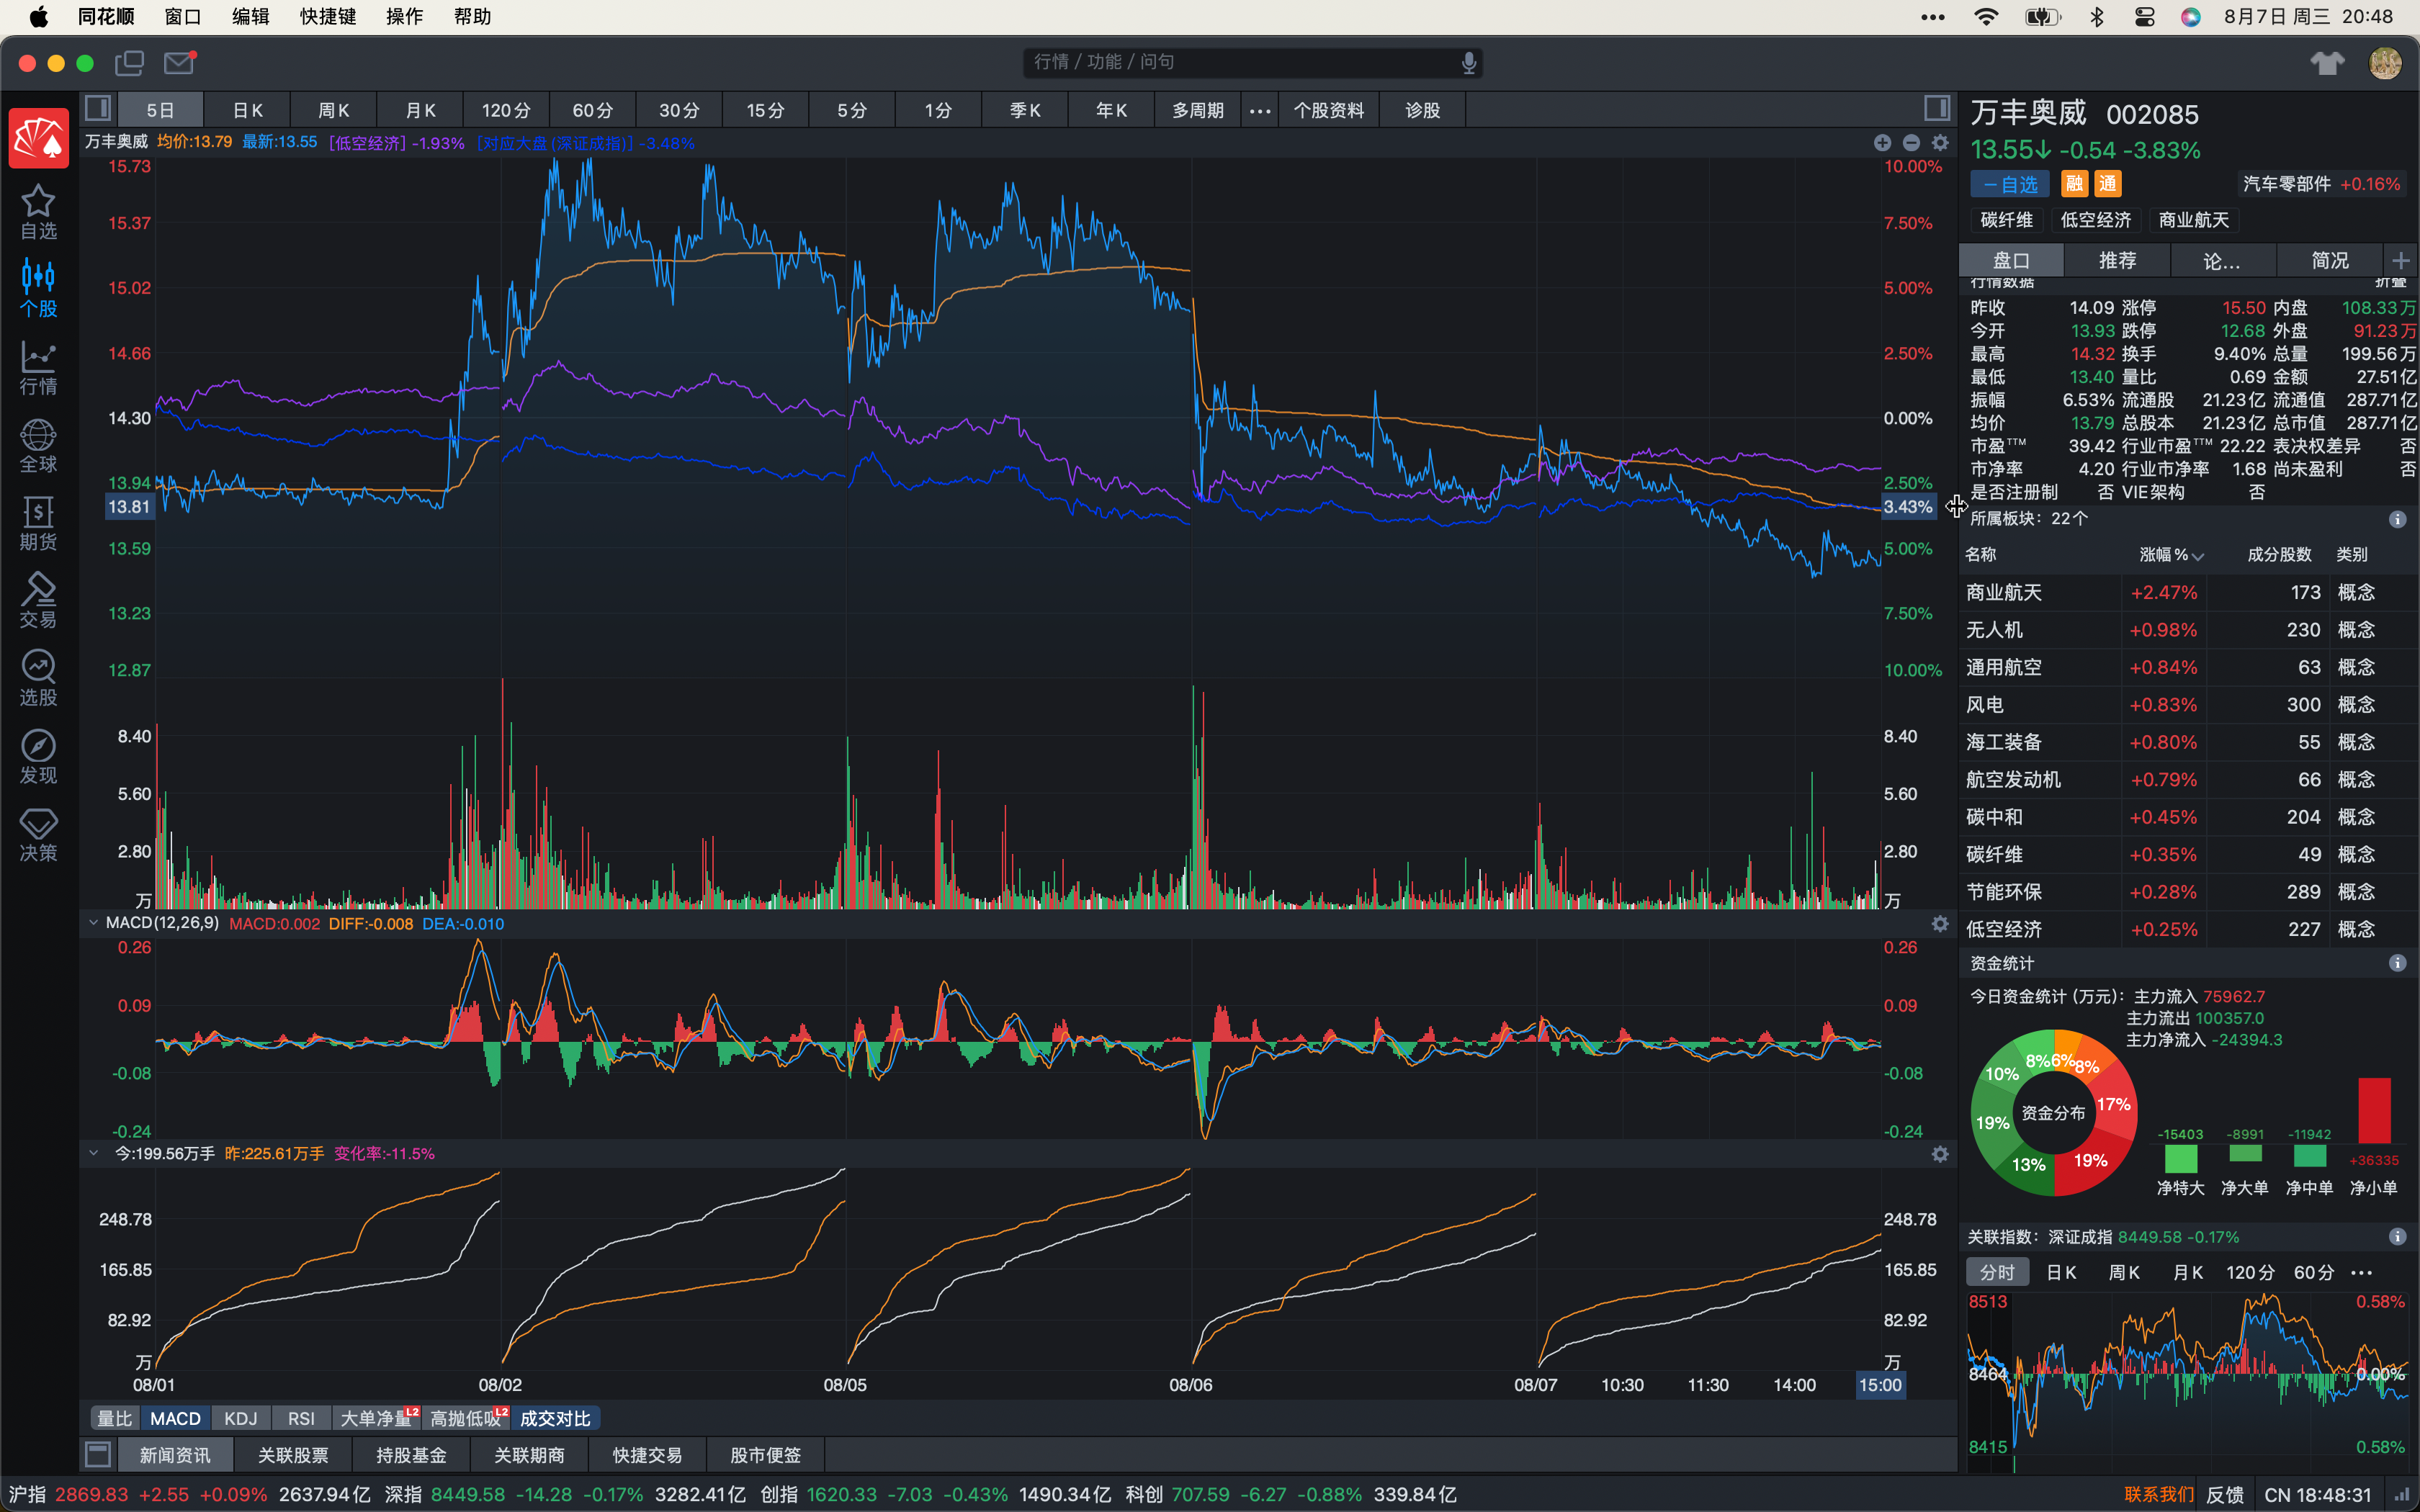 同花顺 窗口 编辑 快捷键 操作 帮助 8月7日 周三 20:48
行情 / 功能 / 问句
5日 日K 周K 月K 120分 60分 30分 15分 5分 1分 季K 年K 多周期 个股资料 诊股
万丰奥威 均价:13.79 最新:13.55 [低空经济] -1.93% [对应大盘(深证成指)] -3.48%
自选
个股
行情
全球
期货
交易
选股
发现
决策
15.73 10.00%
15.37 7.50%
15.02 5.00%
14.66 2.50%
14.30 0.00%
13.94 2.50%
13.81 3.43%
13.59 5.00%
13.23 7.50%
12.87 10.00%
8.40 8.40
5.60 5.60
2.80 2.80
万 万
MACD(12,26,9) MACD:0.002 DIFF:-0.008 DEA:-0.010
0.26 0.26
0.09 0.09
-0.08 -0.08
-0.24 -0.24
今:199.56万手 昨:225.61万手 变化率:-11.5%
248.78 248.78
165.85 165.85
82.92 82.92
万 万
08/01 08/02 08/05 08/06 08/07 10:30 11:30 14:00 15:00
量比 MACD KDJ RSI 大单净量 L2 高抛低吸 L2 成交对比
新闻资讯 关联股票 持股基金 关联期商 快捷交易 股市便签
万丰奥威 002085
13.55↓ -0.54 -3.83%
一自选 融 通 汽车零部件 +0.16%
碳纤维 低空经济 商业航天
盘口 推荐 论... 简况
行情数据 折叠
昨收 14.09 涨停 15.50 内盘 108.33万
今开 13.93 跌停 12.68 外盘 91.23万
最高 14.32 换手 9.40% 总量 199.56万
最低 13.40 量比 0.69 金额 27.51亿
振幅 6.53% 流通股 21.23亿 流通值 287.71亿
均价 13.79 总股本 21.23亿 总市值 287.71亿
市盈TTM 39.42 行业市盈TTM 22.22 表决权差异 否
市净率 4.20 行业市净率 1.68 尚未盈利 否
是否注册制 否 VIE架构 否
所属板块：22个
名称 涨幅% 成分股数 类别
商业航天 +2.47% 173 概念
无人机 +0.98% 230 概念
通用航空 +0.84% 63 概念
风电 +0.83% 300 概念
海工装备 +0.80% 55 概念
航空发动机 +0.79% 66 概念
碳中和 +0.45% 204 概念
碳纤维 +0.35% 49 概念
节能环保 +0.28% 289 概念
低空经济 +0.25% 227 概念
资金统计
今日资金统计 (万元)：主力流入 75962.7
主力流出 100357.0
主力净流入 -24394.3
资金分布
8% 6% 8%
10% 17%
19% 19%
13%
-15403 -8991 -11942 +36335
净特大 净大单 净中单 净小单
关联指数：深证成指 8449.58 -0.17%
分时 日K 周K 月K 120分 60分
8513 0.58%
8464 0.00%
8415 0.58%
沪指 2869.83 +2.55 +0.09% 2637.94亿 深指 8449.58 -14.28 -0.17% 3282.41亿 创指 1620.33 -7.03 -0.43% 1490.34亿 科创 707.59 -6.27 -0.88% 339.84亿 联系我们 反馈 CN 18:48:31